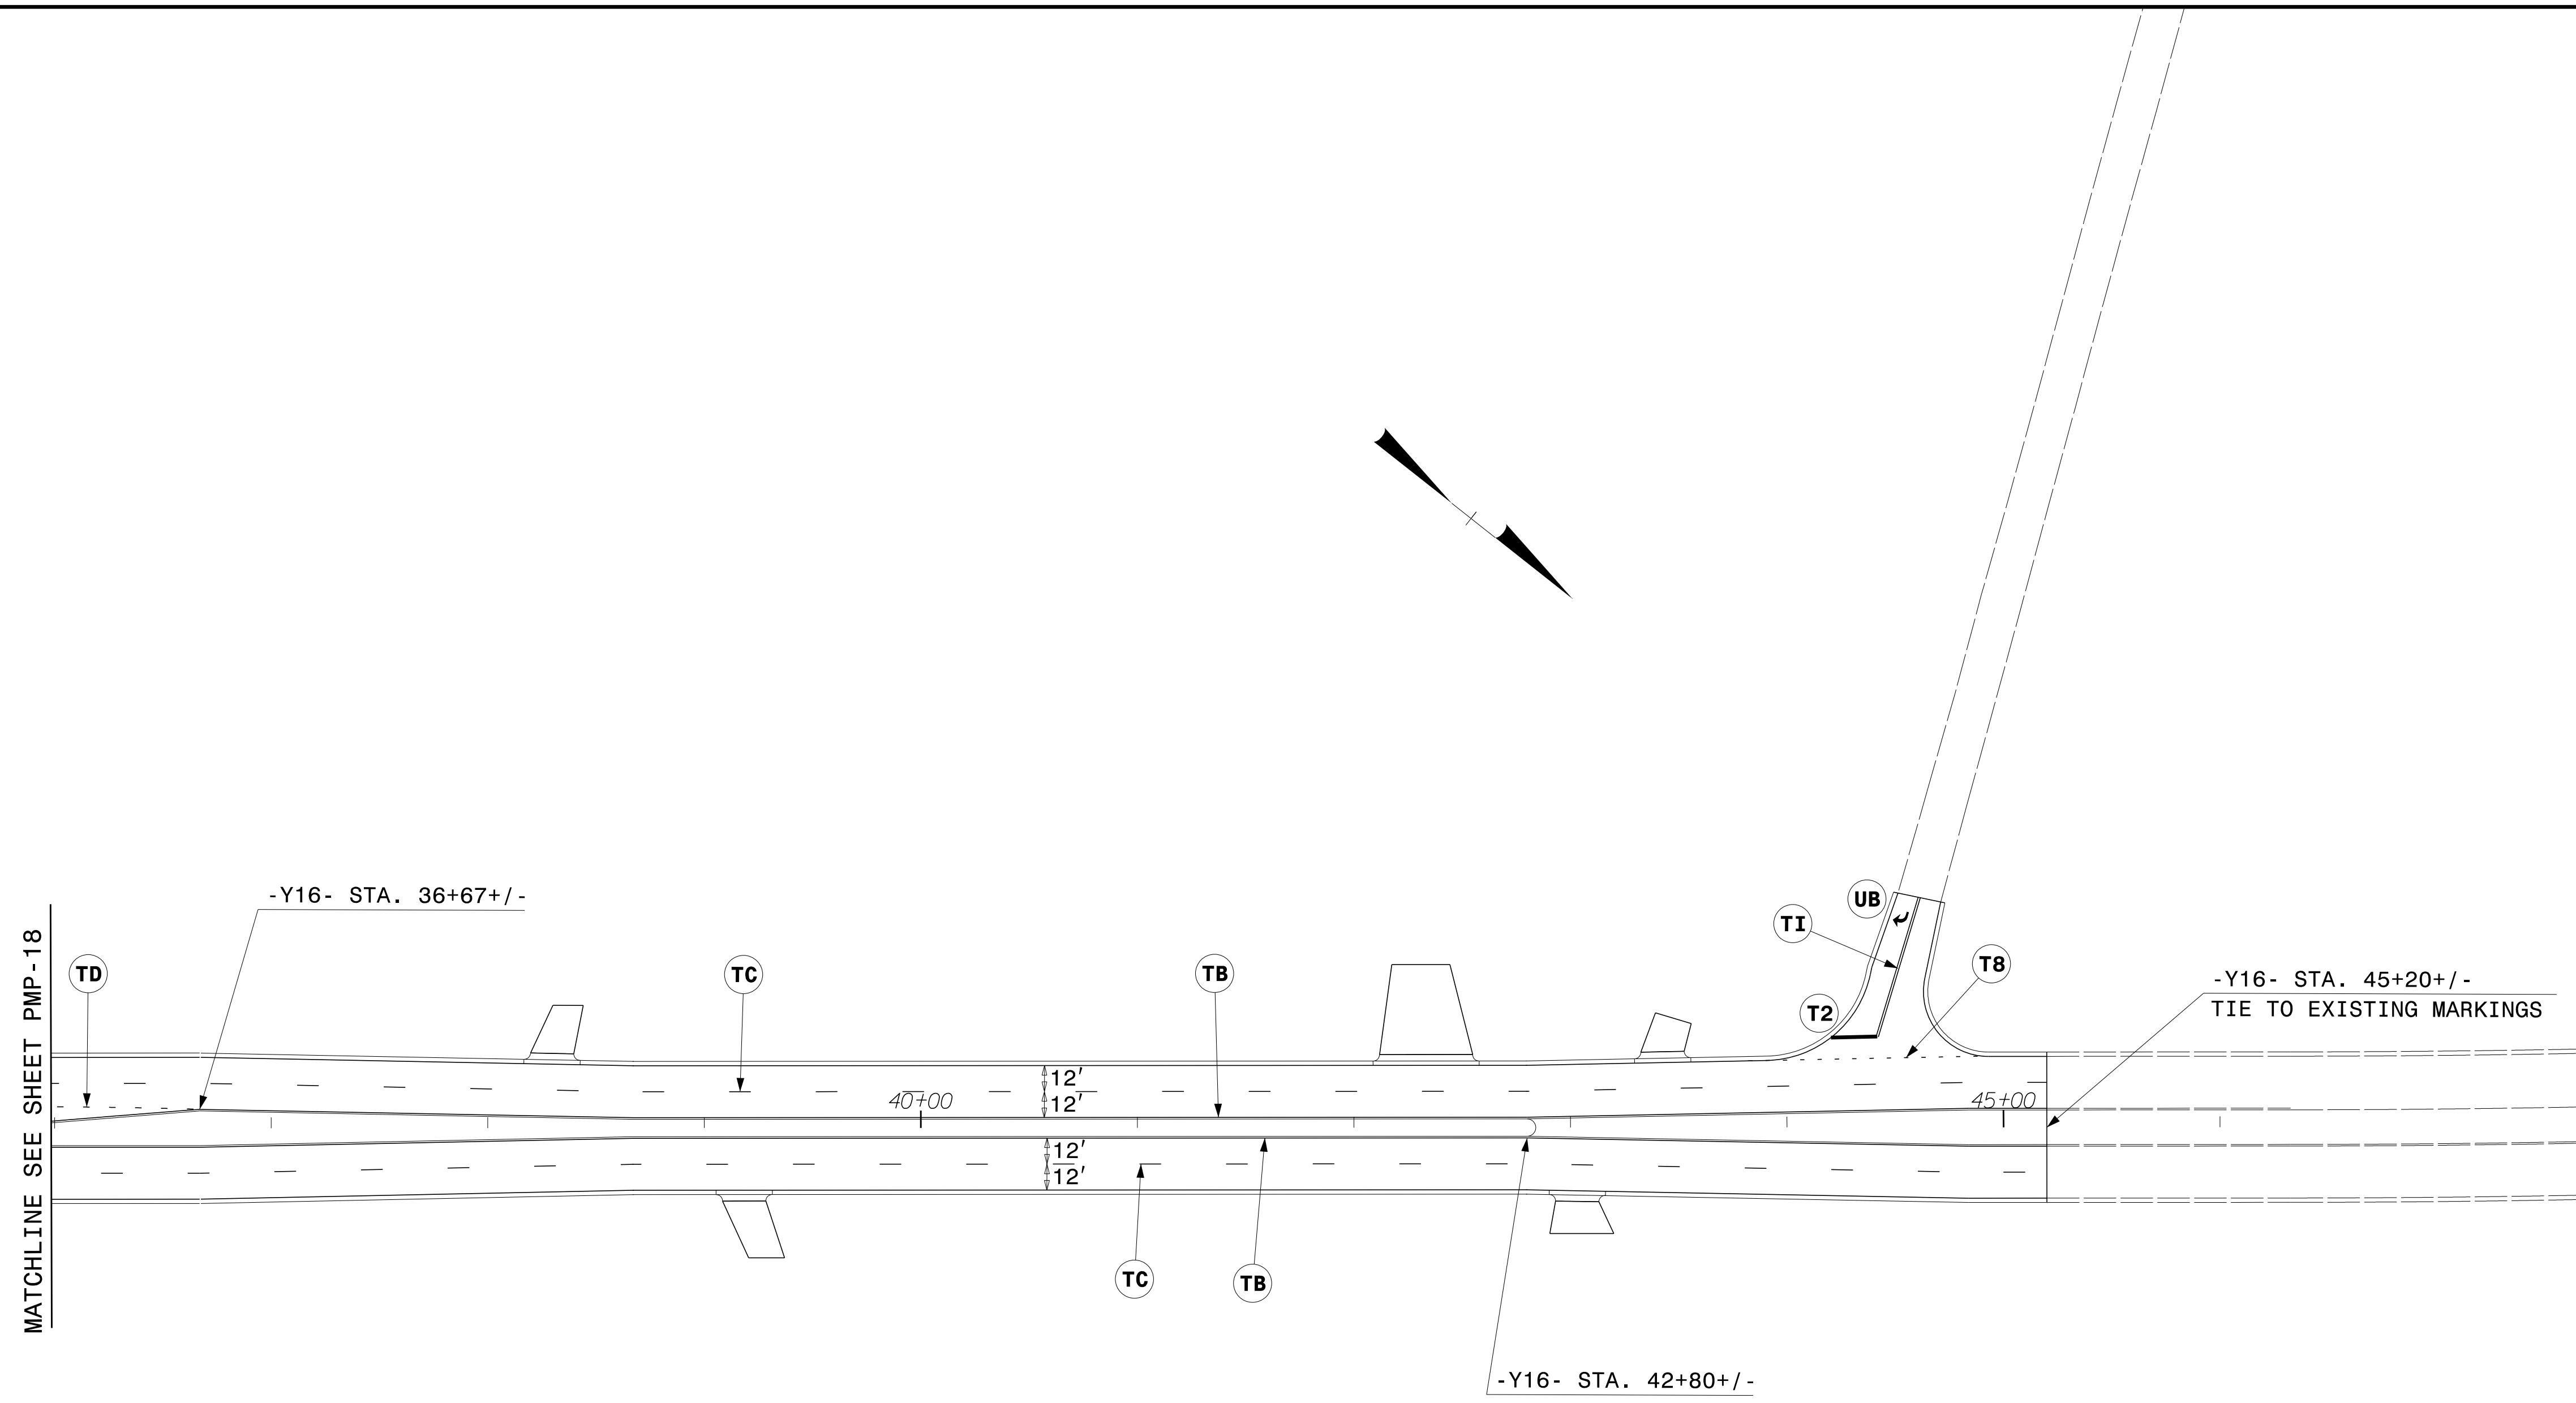 -Y16- STA. 36+67+/-
UB
TI
TD
TC
TB
T8
-Y16- STA. 45+20+/-
TIE TO EXISTING MARKINGS
T2
MATCHLINE SEE SHEET PMP-18
12'
40+00
12'
45+00
12'
12'
TC
TB
-Y16- STA. 42+80+/-